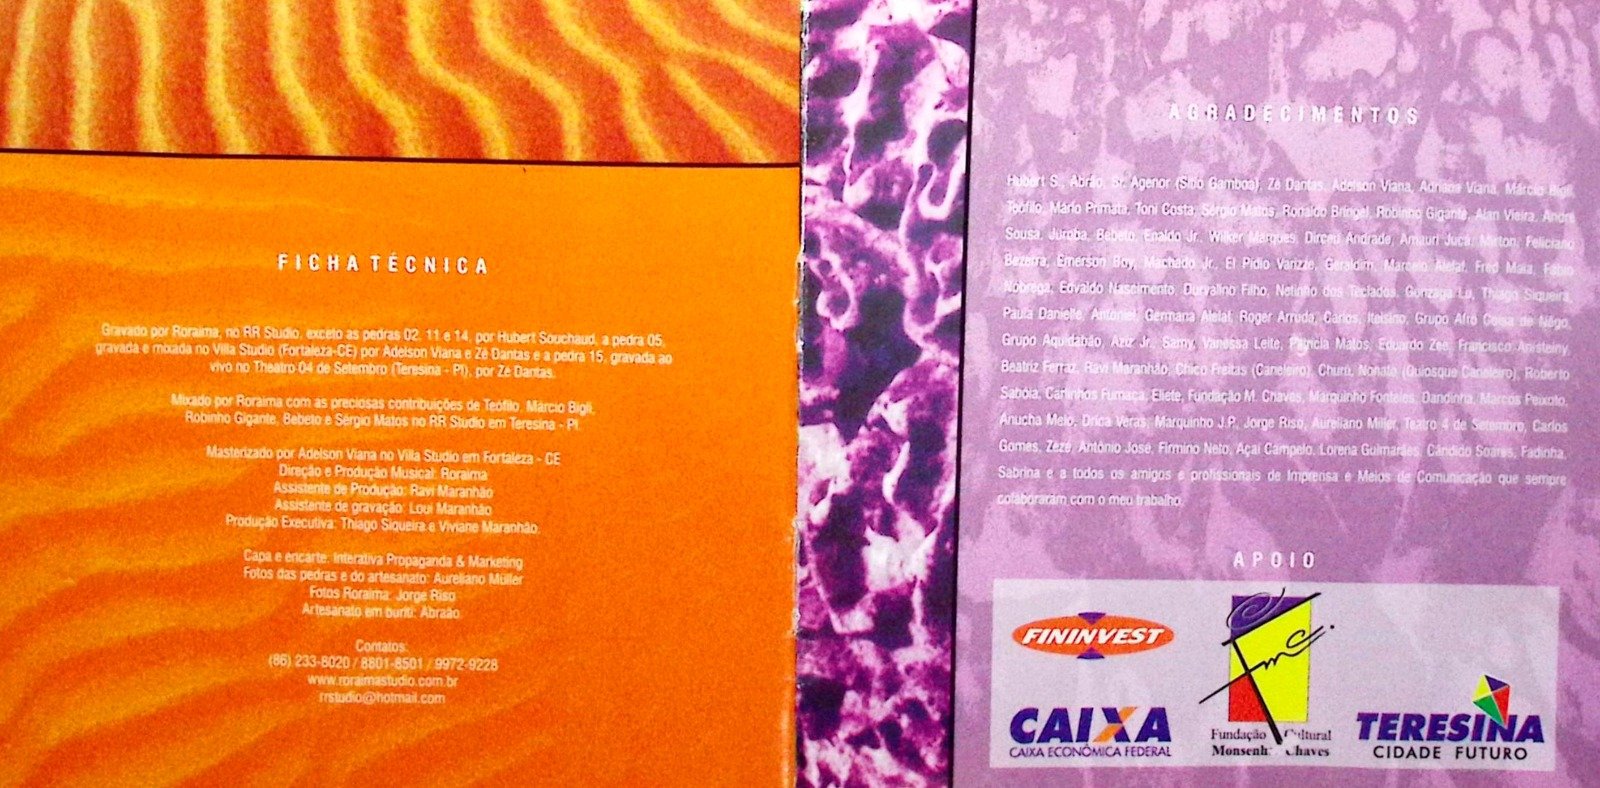 FICHA TÉCNICA
Gravado por Roraima, no RR Studio, exceto as pedras 02, 11 e 14, por Hubert Souchaud, a pedra 05,
gravada e mixada no Villa Studio (Fortaleza-CE) por Adelson Viana e Zé Dantas e a pedra 15, gravada ao
vivo no Theatro 04 de Setembro (Teresina - PI), por Zé Dantas.
Mixado por Roraima com as preciosas contribuições de Teófilo, Márcio Bigli,
Robinho Gigante, Bebeto e Sérgio Matos no RR Studio em Teresina - PI.
Masterizado por Adelson Viana no Villa Studio em Fortaleza - CE
Direção e Produção Musical: Roraima
Assistente de Produção: Ravi Maranhão
Assistente de gravação: Loui Maranhão
Produção Executiva: Thiago Siqueira e Viviane Maranhão
Capa e encarte: Interativa Propaganda & Marketing
Fotos das pedras e do artesanato: Aureliano Müller
Fotos Roraima: Jorge Riso
Artesanato em buriti: Abraão
Contatos:
(86) 233-8020 / 8801-8501 / 9972-9228
www.roraimastudio.com.br
rrstudio@hotmail.com
AGRADECIMENTOS
Hubert S., Abrão, Sr. Agenor (Sítio Gamboa), Zé Dantas, Adelson Viana, Adriana Viana, Márcio Bigli,
Teófilo, Mário Primata, Toni Costa, Sérgio Matos, Ronaldo Bringel, Robinho Gigante, Alan Vieira, André
Sousa, Juroba, Bebeto, Enaldo Jr., Wilker Marques, Dirceu Andrade, Amauri Jucá, Mirton, Feliciano
Bezerra, Emerson Boy, Machado Jr., El Pidio Varizze, Geraldim, Marcelo Alelaf, Fred Maia, Fábio
Nobrega, Edvaldo Nascimento, Durvalino Filho, Netinho dos Teclados, Gonzaga Lu, Thiago Siqueira,
Paula Danielle, Antoniel, Germana Alelaf, Roger Arruda, Carlos, Itelsino, Grupo Afro Coisa de Nêgo,
Grupo Aquidabão, Aziz Jr., Samy, Vanessa Leite, Patrícia Matos, Eduardo Zee, Francisco Aristeiny,
Beatriz Ferraz, Ravi Maranhão, Chico Freitas (Caneleiro), Churú, Nonato (Quiosque Caneleiro), Roberto
Sabóia, Carlinhos Fumaça, Eliete, Fundação M. Chaves, Marquinho Fonteles, Dandinha, Marcos Peixoto,
Anucha Melo, Drica Veras, Marquinho J.P., Jorge Riso, Aureliano Miller, Teatro 4 de Setembro, Carlos
Gomes, Zezé, Antônio José, Firmino Neto, Açaí Campelo, Lorena Guimarães, Cândido Soares, Fadinha,
Sabrina e a todos os amigos e profissionais de Imprensa e Meios de Comunicação que sempre
colaboraram com o meu trabalho.
APOIO
FININVEST
Fmc
CAIXA
CAIXA ECONÔMICA FEDERAL
Fundação Cultural
Chaves
TERESINA
CIDADE FUTURO